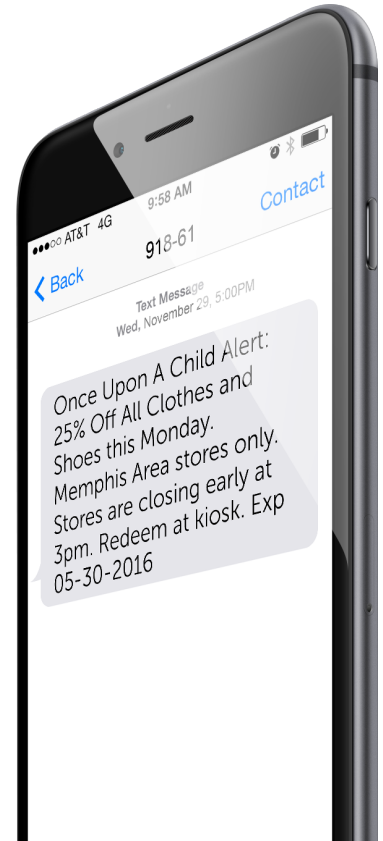 AT&T 4G
9:58 AM
Back
918-61
Contact
Text Message
Wed, November 29, 5:00PM
Once Upon A Child Alert:
25% Off All Clothes and
Shoes this Monday.
Memphis Area stores only.
Stores are closing early at
3pm. Redeem at kiosk. Exp
05-30-2016